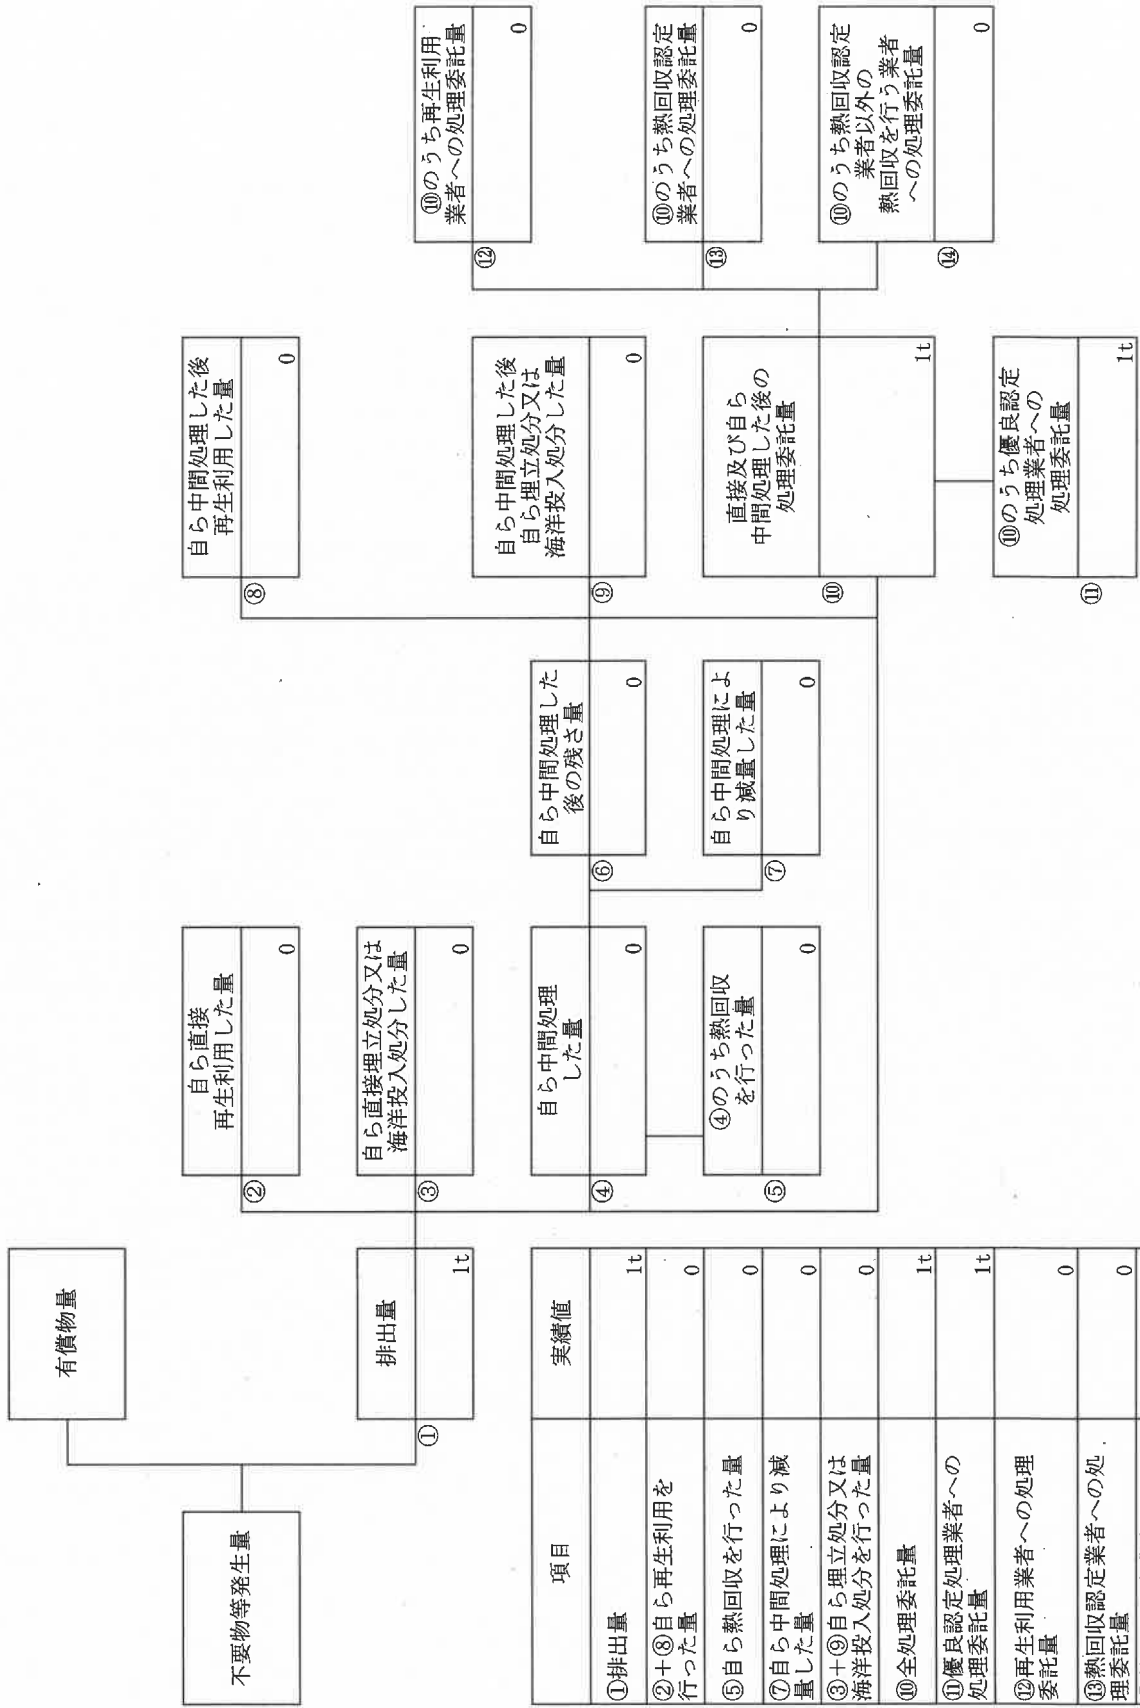 不要物等発生量
有償物量
排出量
①
1t
自ら直接
再生利用した量
②
0
自ら直接埋立処分又は
海洋投入処分した量
③
0
自ら中間処理
した量
④
0
④のうち熱回収
を行った量
⑤
0
自ら中間処理した
後の残さ量
⑥
0
自ら中間処理によ
り減量した量
⑦
0
自ら中間処理した後
再生利用した量
⑧
0
自ら中間処理した後
自ら埋立処分又は
海洋投入処分した量
⑨
0
直接及び自ら
中間処理した後の
処理委託量
⑩
1t
⑩のうち優良認定
処理業者への
処理委託量
⑪
1t
⑩のうち再生利用
業者への処理委託量
⑫
0
⑩のうち熱回収認定
業者への処理委託量
⑬
0
⑩のうち熱回収認定
業者以外の
熱回収を行う業者
への処理委託量
⑭
0
項目
実績値
①排出量
1t
②+⑧自ら再生利用を
行った量
0
⑤自ら熱回収を行った量
0
⑦自ら中間処理により減
量した量
0
③+⑨自ら埋立処分又は
海洋投入処分を行った量
0
⑩全処理委託量
1t
⑪優良認定処理業者への
処理委託量
1t
⑫再生利用業者への処理
委託量
0
⑬熱回収認定業者への処
理委託量
0